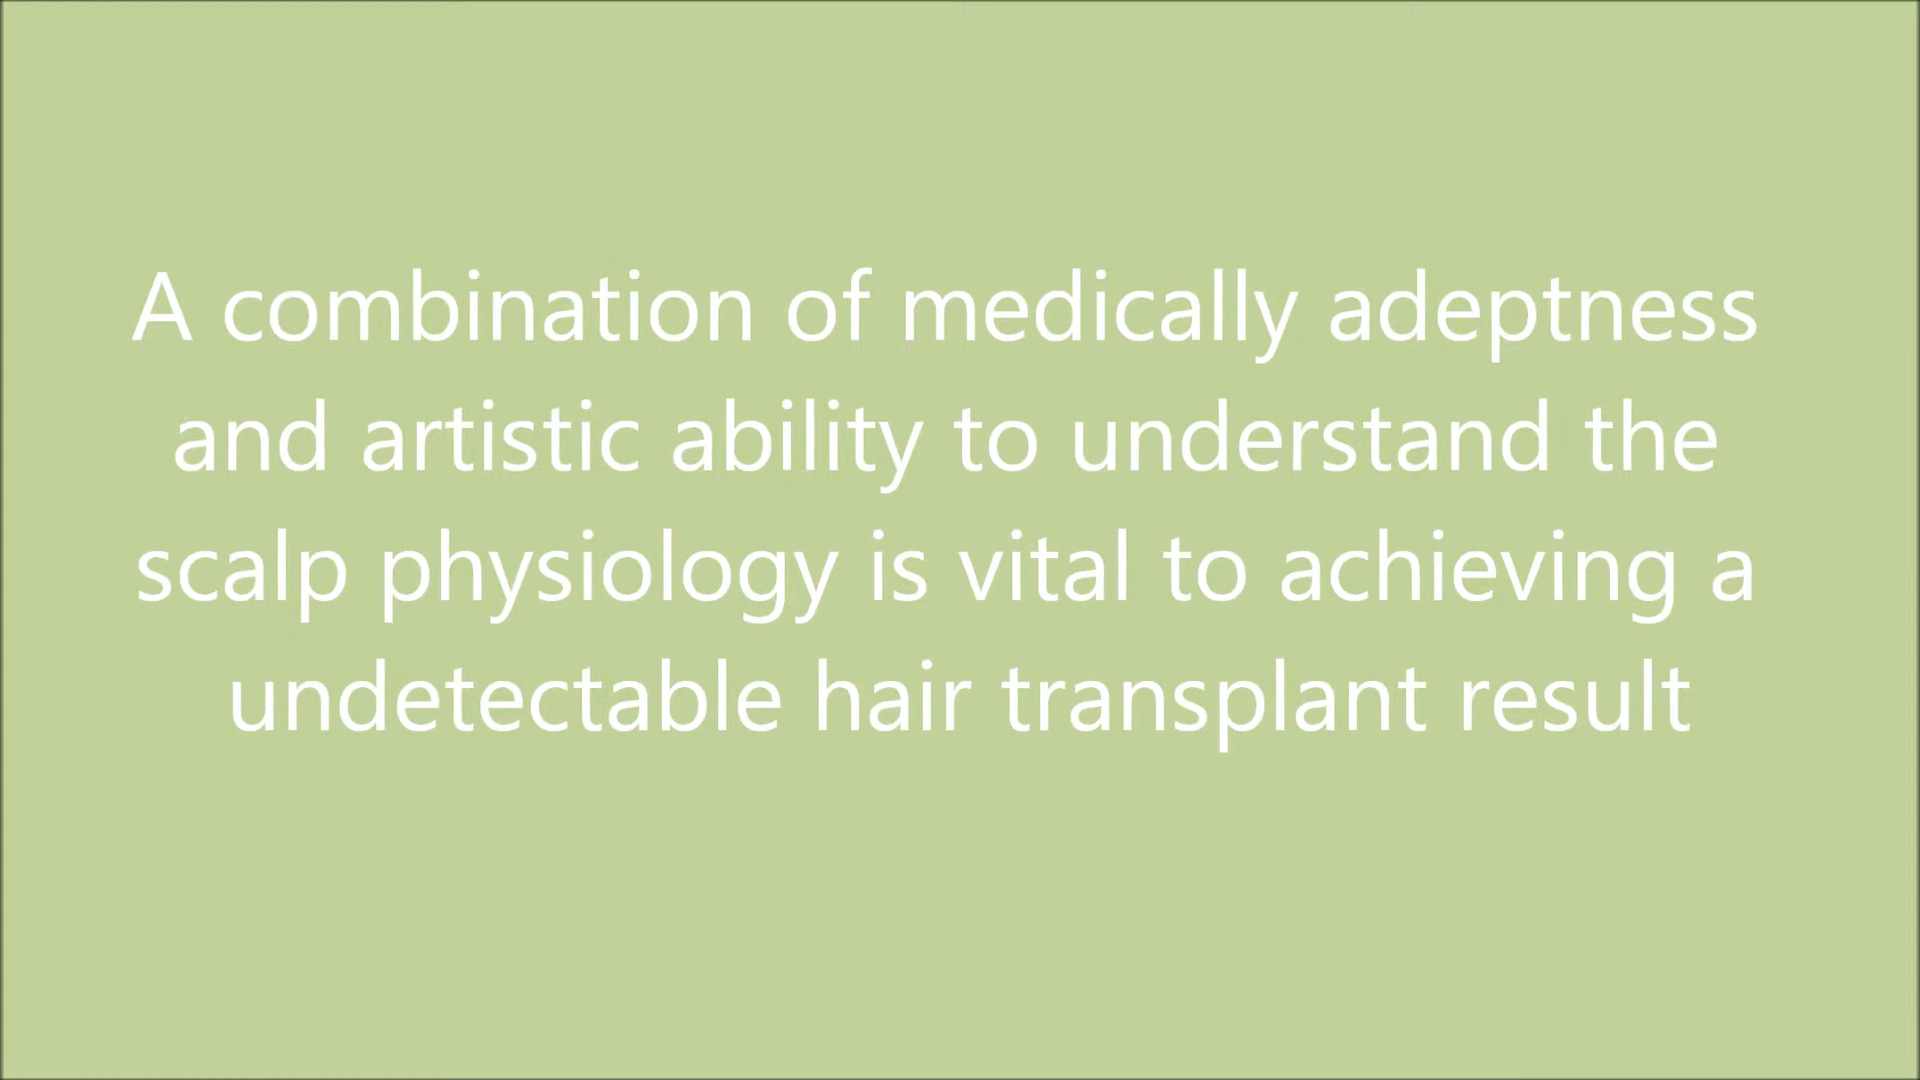 A combination of medically adeptness
and artistic ability to understand the
scalp physiology is vital to achieving a
undetectable hair transplant result